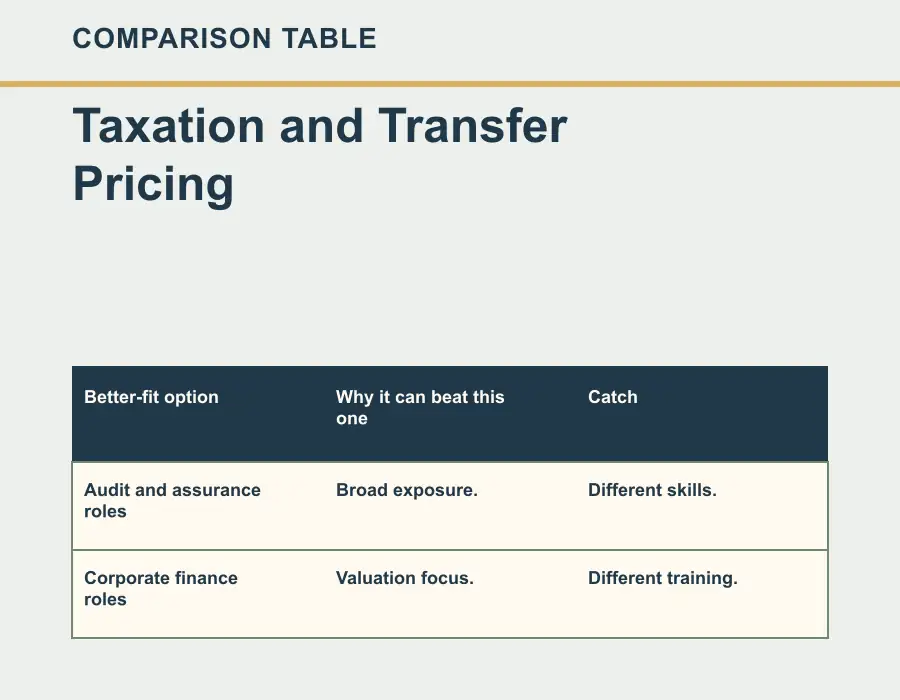 COMPARISON TABLE
Taxation and Transfer
Pricing
Better-fit option
Why it can beat this
one
Catch
Audit and assurance
roles
Broad exposure.
Different skills.
Corporate finance
roles
Valuation focus.
Different training.